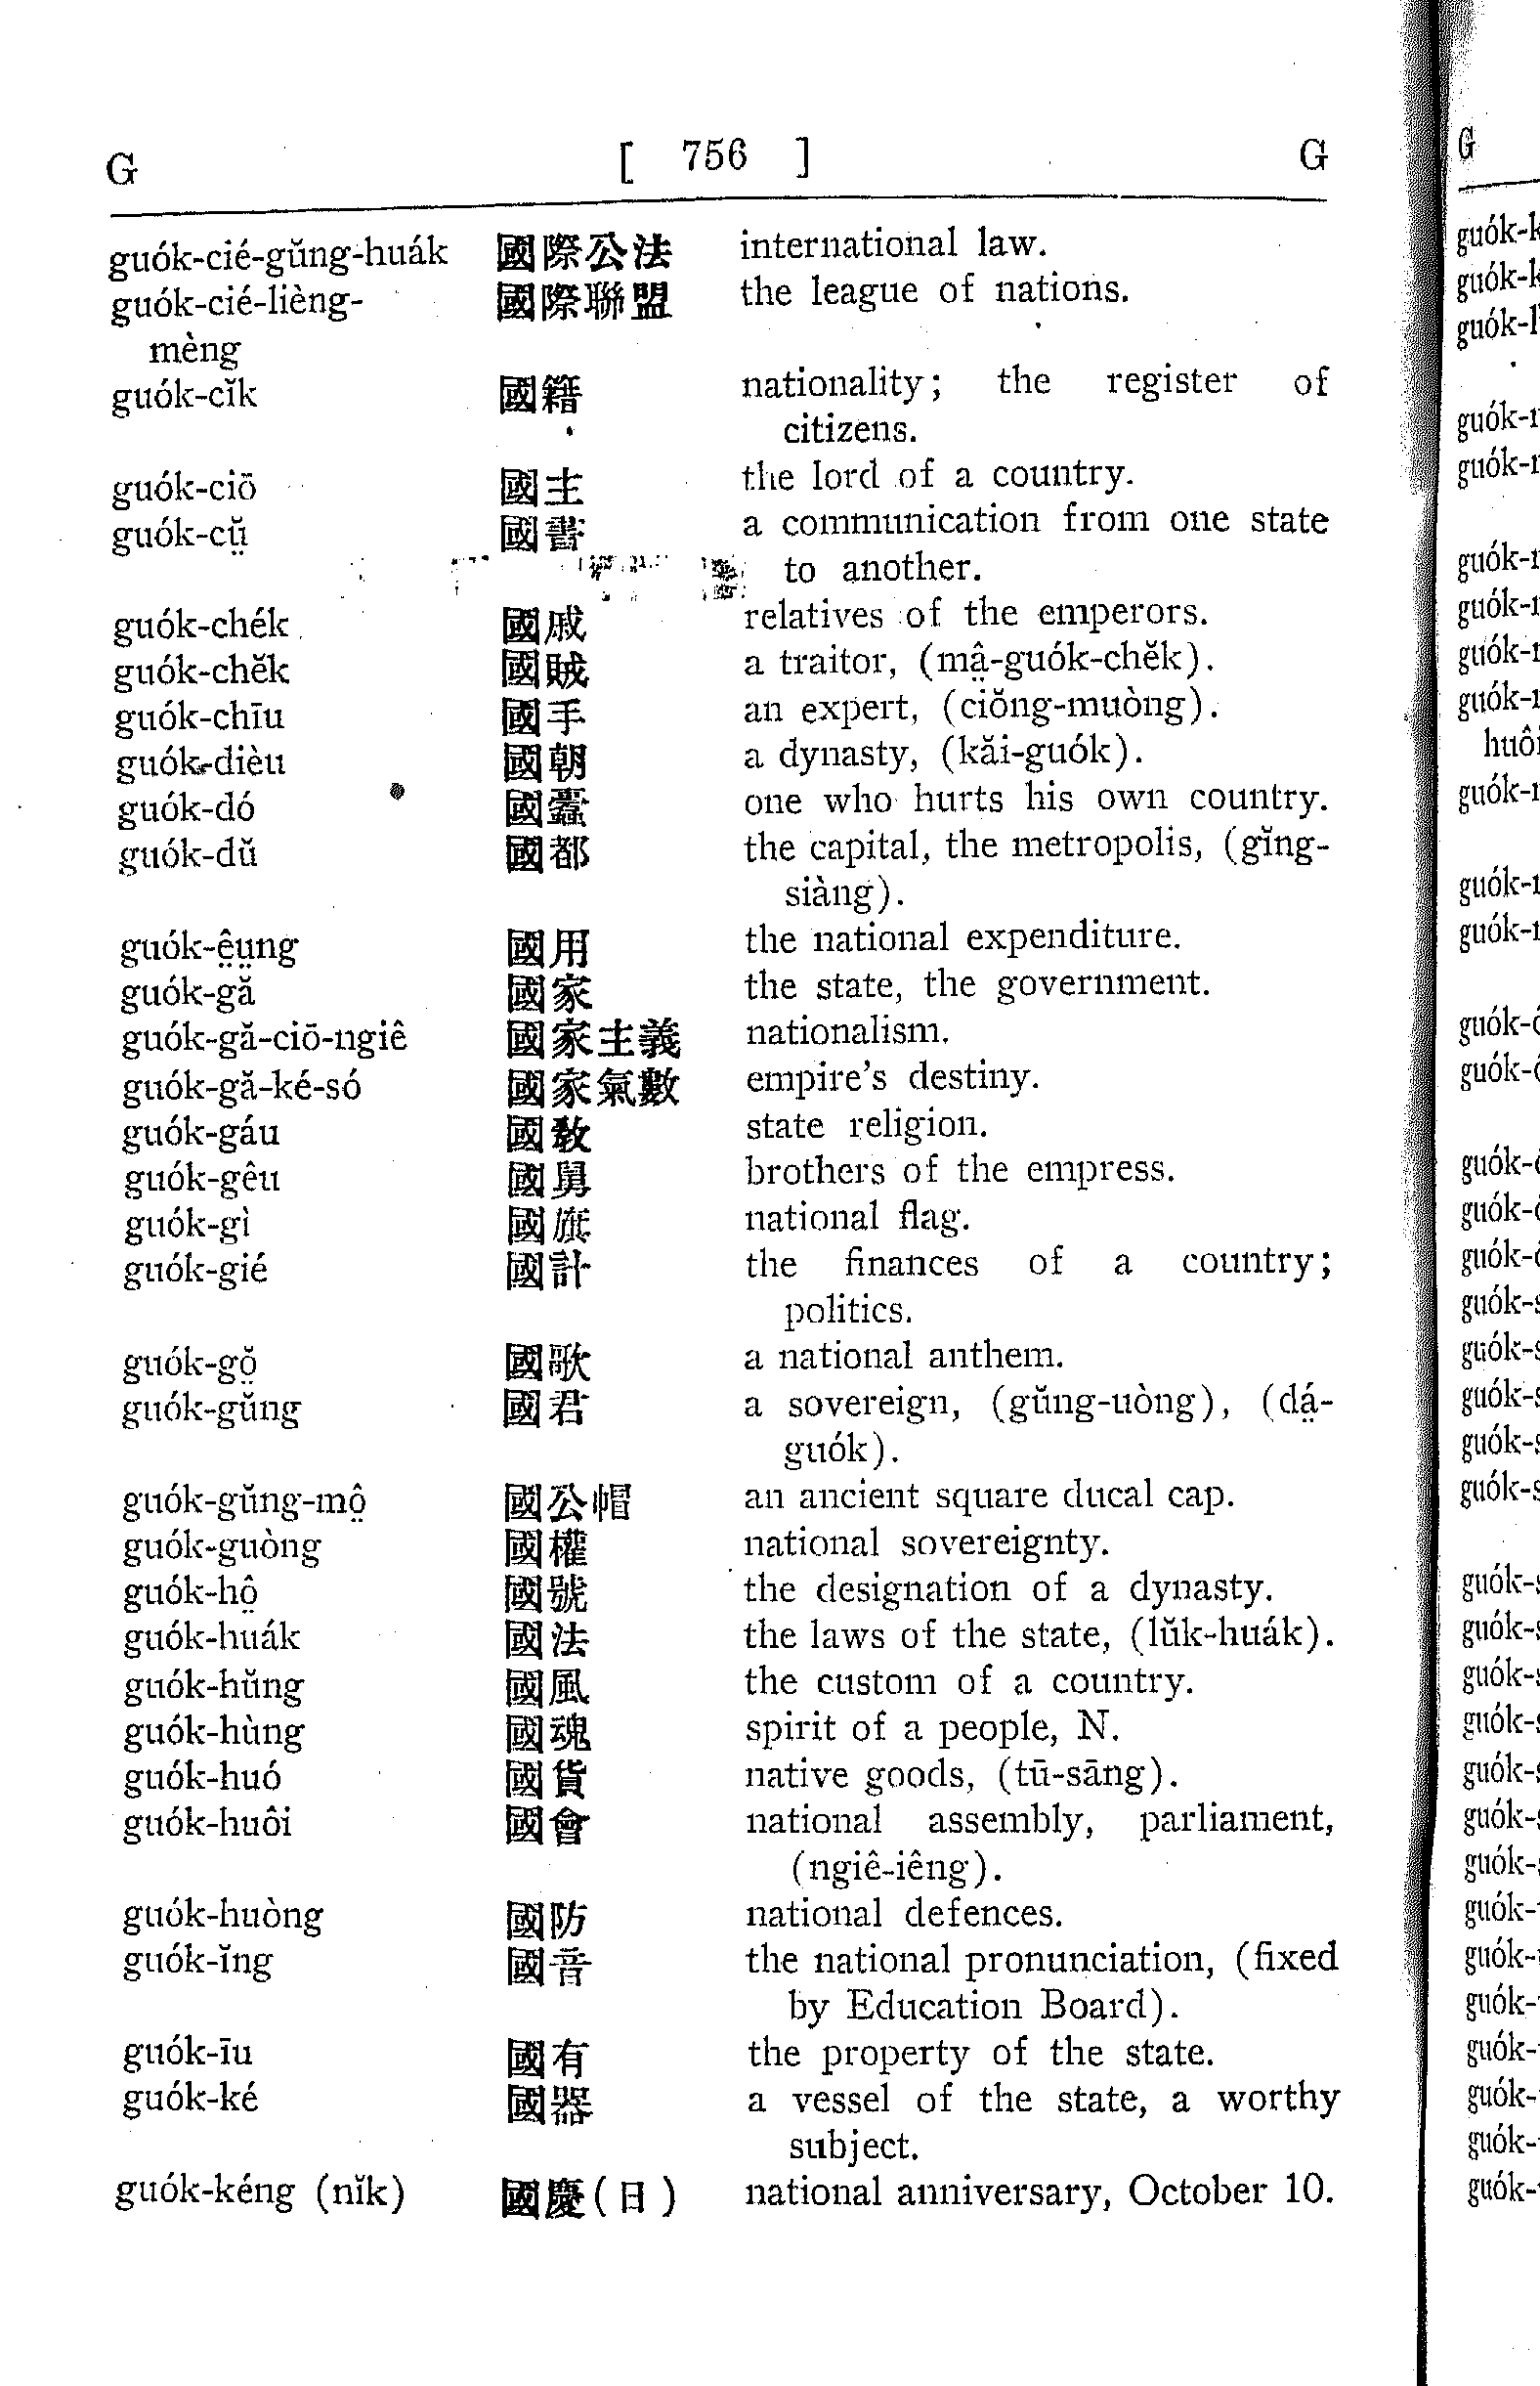 G [ 756 ] G
guók-cié-gŭng-huák 國際公法 international law.
guók-cié-lièng- 國際聯盟 the league of nations.
mèng
guók-cĭk 國籍 nationality; the register of
citizens.
guók-ciō 國主 the lord of a country.
guók-cṳ̆ 國書 a communication from one state
to another.
guók-chék 國戚 relatives of the emperors.
guók-chĕk 國賊 a traitor, (mâ̤-guók-chĕk).
guók-chīu 國手 an expert, (ciŏng-muòng).
guók-dièu 國朝 a dynasty, (kăi-guók).
guók-dó 國蠹 one who hurts his own country.
guók-dŭ 國都 the capital, the metropolis, (gĭng-
siàng).
guók-ê̤ṳng 國用 the national expenditure.
guók-gă 國家 the state, the government.
guók-gă-ciō-ngiê 國家主義 nationalism.
guók-gă-ké-só 國家氣數 empire's destiny.
guók-gáu 國敎 state religion.
guók-gêu 國舅 brothers of the empress.
guók-gì 國旗 national flag.
guók-gié 國計 the finances of a country;
politics.
guók-gŏ̤ 國歌 a national anthem.
guók-gŭng 國君 a sovereign, (gŭng-uòng), (dá̤-
guók).
guók-gŭng-mô̤ 國公帽 an ancient square ducal cap.
guók-guòng 國權 national sovereignty.
guók-hô̤ 國號 the designation of a dynasty.
guók-huák 國法 the laws of the state, (lŭk-huák).
guók-hŭng 國風 the custom of a country.
guók-hùng 國魂 spirit of a people, N.
guók-huó 國貨 native goods, (tū-sāng).
guók-huôi 國會 national assembly, parliament,
(ngiê-iêng).
guók-huòng 國防 national defences.
guók-ĭng 國音 the national pronunciation, (fixed
by Education Board).
guók-īu 國有 the property of the state.
guók-ké 國器 a vessel of the state, a worthy
subject.
guók-kéng (nĭk) 國慶(日) national anniversary, October 10.